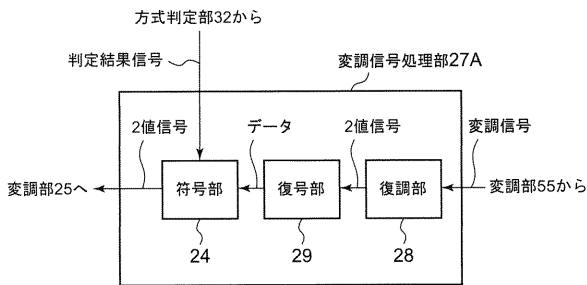 方式判定部32から
判定結果信号
変調信号処理部27A
2値信号
データ
2値信号
変調信号
変調部25へ
符号部
復号部
復調部
変調部55から
24
29
28